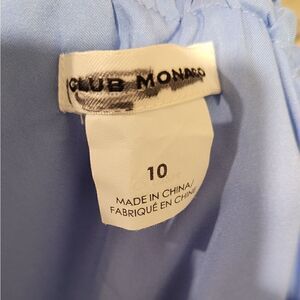 CLUB MONACO
10
MADE IN CHINA/
FABRIQUÉ EN CHINE